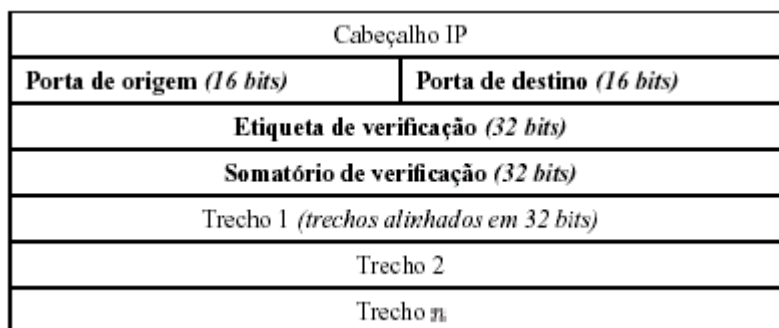 Cabeçalho IP
Porta de origem (16 bits) Porta de destino (16 bits)
Etiqueta de verificação (32 bits)
Somatório de verificação (32 bits)
Trecho 1 (trechos alinhados em 32 bits)
Trecho 2
Trecho n